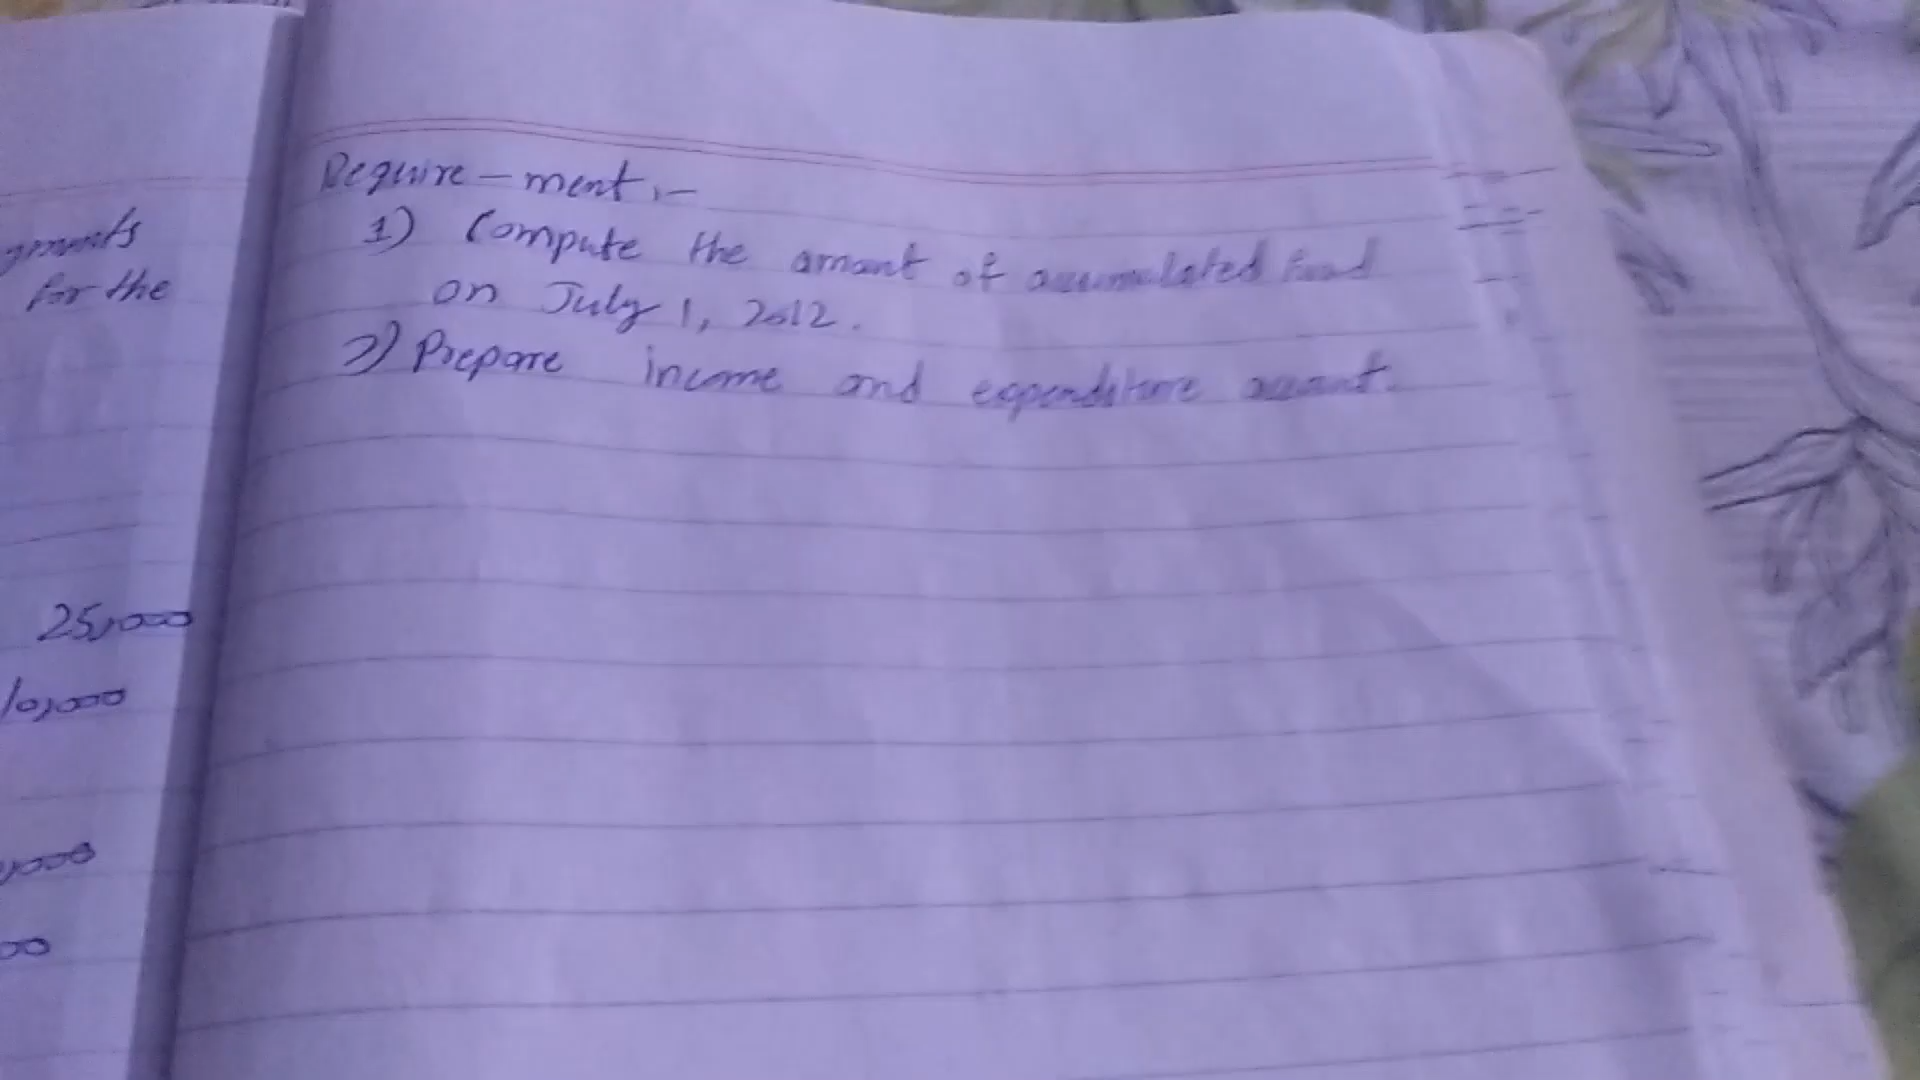 for the
25,000
10,000
Require-ment:-
1) Compute the amount of accumulated fund
on July 1, 2012.
2) Prepare income and expenditure account.